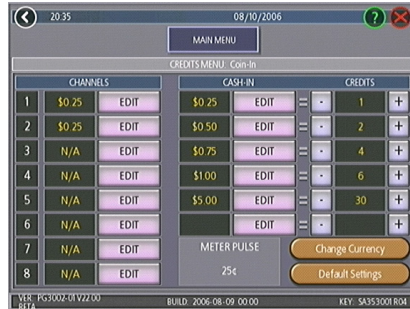 20:35 08/10/2006 ?
MAIN MENU
CREDITS MENU: Coin-In
CHANNELS CASH-IN CREDITS
1 $0.25 EDIT $0.25 EDIT = - 1 +
2 $0.25 EDIT $0.50 EDIT = - 2 +
3 N/A EDIT $0.75 EDIT = - 4 +
4 N/A EDIT $1.00 EDIT = - 6 +
5 N/A EDIT $5.00 EDIT = - 30 +
6 N/A EDIT EDIT = - +
7 N/A EDIT METER PULSE Change Currency
8 N/A EDIT 25¢ Default Settings
VER: PG3002-01 V22.00 BUILD: 2006-08-09 00:00 KEY: SA353001 R04
BETA